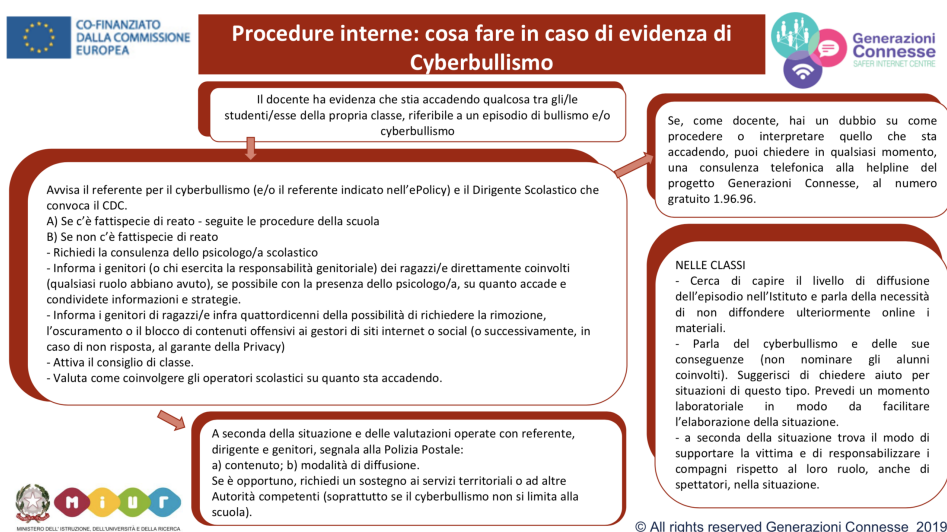 CO-FINANZIATO
DALLA COMMISSIONE
EUROPEA
Procedure interne: cosa fare in caso di evidenza di
Cyberbullismo
Generazioni
Connesse
SAFER INTERNET CENTRE
Il docente ha evidenza che stia accadendo qualcosa tra gli/le
studenti/esse della propria classe, riferibile a un episodio di bullismo e/o
cyberbullismo
Se, come docente, hai un dubbio su come
procedere o interpretare quello che sta
accadendo, puoi chiedere in qualsiasi momento,
una consulenza telefonica alla helpline del
progetto Generazioni Connesse, al numero
gratuito 1.96.96.
Avvisa il referente per il cyberbullismo (e/o il referente indicato nell'ePolicy) e il Dirigente Scolastico che
convoca il CDC.
A) Se c'è fattispecie di reato - seguite le procedure della scuola
B) Se non c'è fattispecie di reato
- Richiedi la consulenza dello psicologo/a scolastico
- Informa i genitori (o chi esercita la responsabilità genitoriale) dei ragazzi/e direttamente coinvolti
(qualsiasi ruolo abbiano avuto), se possibile con la presenza dello psicologo/a, su quanto accade e
condividete informazioni e strategie.
- Informa i genitori di ragazzi/e infra quattordicenni della possibilità di richiedere la rimozione,
l'oscuramento o il blocco di contenuti offensivi ai gestori di siti internet o social (o successivamente, in
caso di non risposta, al garante della Privacy)
- Attiva il consiglio di classe.
- Valuta come coinvolgere gli operatori scolastici su quanto sta accadendo.
NELLE CLASSI
- Cerca di capire il livello di diffusione
dell'episodio nell'Istituto e parla della necessità
di non diffondere ulteriormente online i
materiali.
- Parla del cyberbullismo e delle sue
conseguenze (non nominare gli alunni
coinvolti). Suggerisci di chiedere aiuto per
situazioni di questo tipo. Prevedi un momento
laboratoriale in modo da facilitare
l'elaborazione della situazione.
- a seconda della situazione trova il modo di
supportare la vittima e di responsabilizzare i
compagni rispetto al loro ruolo, anche di
spettatori, nella situazione.
A seconda della situazione e delle valutazioni operate con referente,
dirigente e genitori, segnala alla Polizia Postale:
a) contenuto; b) modalità di diffusione.
Se è opportuno, richiedi un sostegno ai servizi territoriali o ad altre
Autorità competenti (soprattutto se il cyberbullismo non si limita alla
scuola).
miur
MINISTERO DELL'ISTRUZIONE, DELL'UNIVERSITÀ E DELLA RICERCA
© All rights reserved Generazioni Connesse 2019